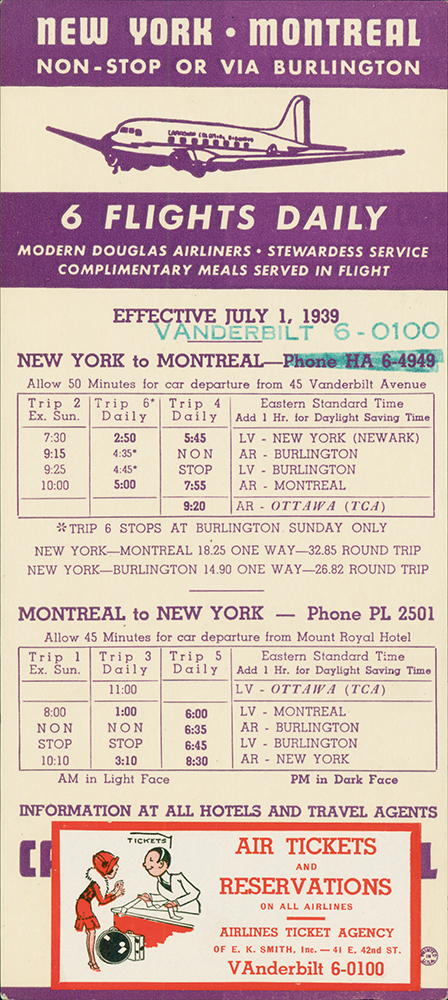 NEW YORK • MONTREAL
NON-STOP OR VIA BURLINGTON
6 FLIGHTS DAILY
MODERN DOUGLAS AIRLINERS • STEWARDESS SERVICE
COMPLIMENTARY MEALS SERVED IN FLIGHT
EFFECTIVE JULY 1, 1939
VANDERBILT 6-0100
NEW YORK to MONTREAL—Phone HA 6-4949
Allow 50 Minutes for car departure from 45 Vanderbilt Avenue
Trip 2 Trip 6* Trip 4 Eastern Standard Time
Ex. Sun. Daily Daily Add 1 Hr. for Daylight Saving Time
7:30 2:50 5:45 LV - NEW YORK (NEWARK)
9:15 4:35* NON AR - BURLINGTON
9:25 4:45* STOP LV - BURLINGTON
10:00 5:00 7:55 AR - MONTREAL
9:20 AR - OTTAWA (TCA)
*TRIP 6 STOPS AT BURLINGTON SUNDAY ONLY
NEW YORK—MONTREAL 18.25 ONE WAY—32.85 ROUND TRIP
NEW YORK—BURLINGTON 14.90 ONE WAY—26.82 ROUND TRIP
MONTREAL to NEW YORK — Phone PL 2501
Allow 45 Minutes for car departure from Mount Royal Hotel
Trip 1 Trip 3 Trip 5 Eastern Standard Time
Ex. Sun. Daily Daily Add 1 Hr. for Daylight Saving Time
11:00 LV - OTTAWA (TCA)
8:00 1:00 6:00 LV - MONTREAL
NON NON 6:35 AR - BURLINGTON
STOP STOP 6:45 LV - BURLINGTON
10:10 3:10 8:30 AR - NEW YORK
AM in Light Face PM in Dark Face
INFORMATION AT ALL HOTELS AND TRAVEL AGENTS
TICKETS
AIR TICKETS
AND
RESERVATIONS
ON ALL AIRLINES
AIRLINES TICKET AGENCY
OF E. K. SMITH, Inc. — 41 E. 42nd ST.
VAnderbilt 6-0100